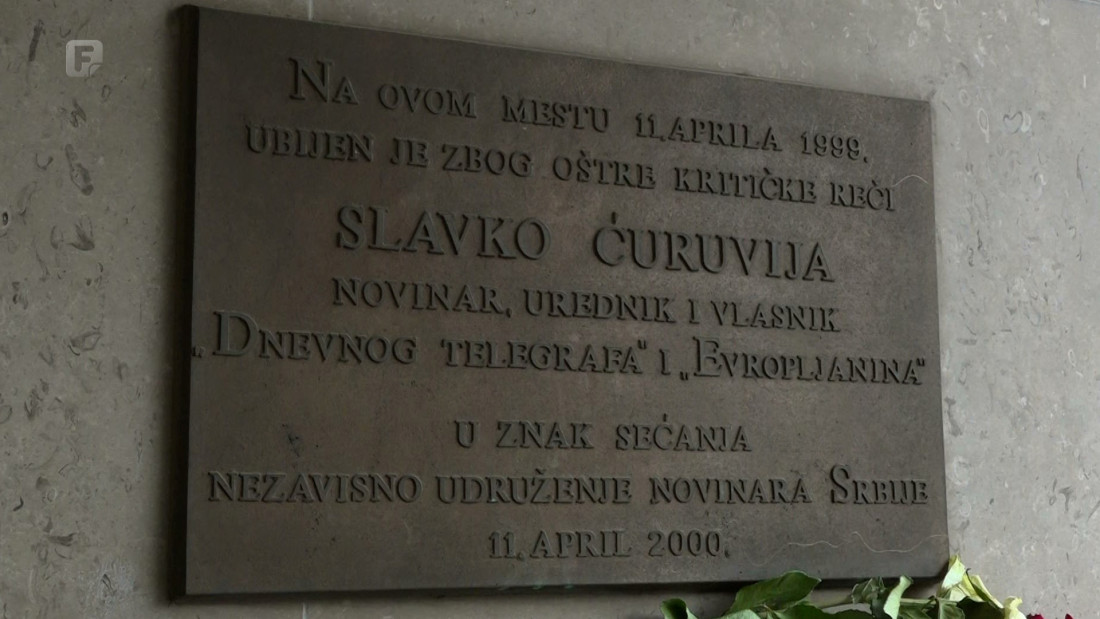 F
Na ovom mestu 11. aprila 1999.
ubijen je zbog oštre kritičke reči
SLAVKO ĆURUVIJA
novinar, urednik i vlasnik
„Dnevnog telegrafa" i „Evropljanina"
u znak sećanja
nezavisno udruženje novinara Srbije
11. april 2000.